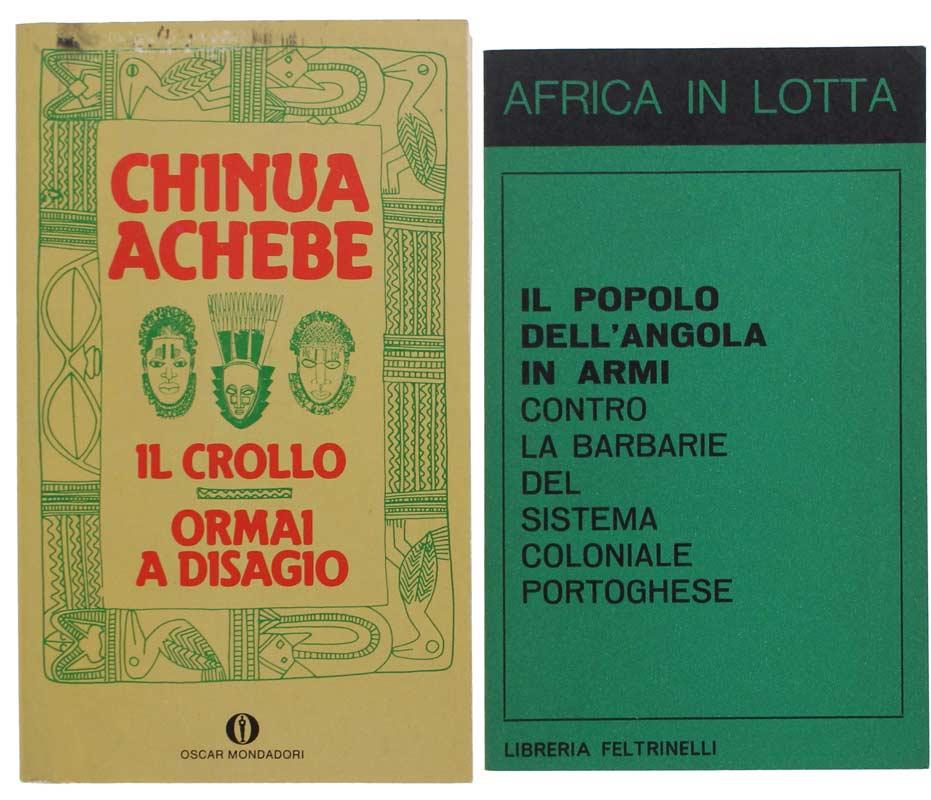 CHINUA
ACHEBE
IL CROLLO
ORMAI
A DISAGIO
OSCAR MONDADORI
AFRICA IN LOTTA
IL POPOLO
DELL'ANGOLA
IN ARMI
CONTRO
LA BARBARIE
DEL
SISTEMA
COLONIALE
PORTOGHESE
LIBRERIA FELTRINELLI